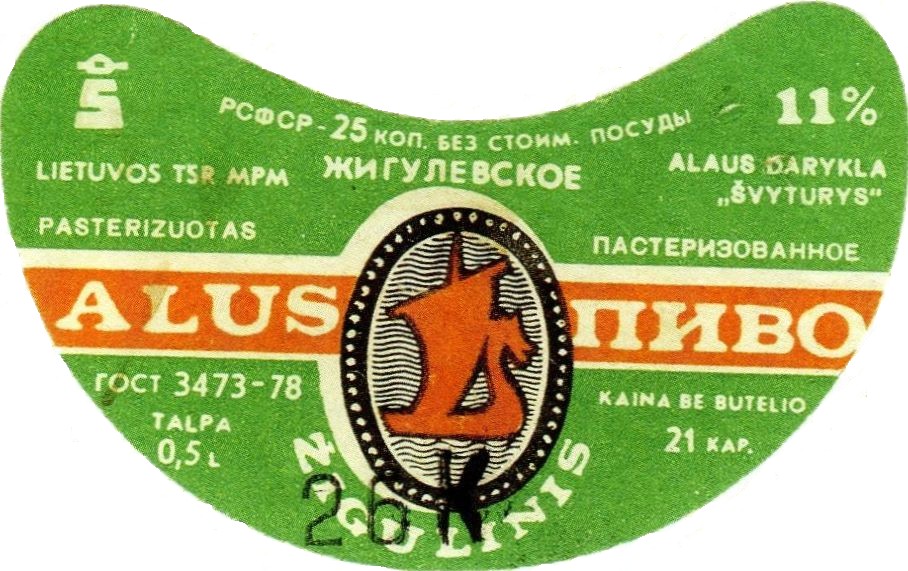 РСФСР - 25 КОП. БЕЗ СТОИМ. ПОСУДЫ
11%
LIETUVOS TSR MPM
ЖИГУЛЕВСКОЕ
ALAUS DARYKLA
„ŠVYTURYS“
PASTERIZUOTAS
ПАСТЕРИЗОВАННОЕ
ALUS
ПИВО
ГОСТ 3473-78
TALPA
0,5 L
KAINA BE BUTELIO
21 KAP.
ŽIGULINIS
26 K